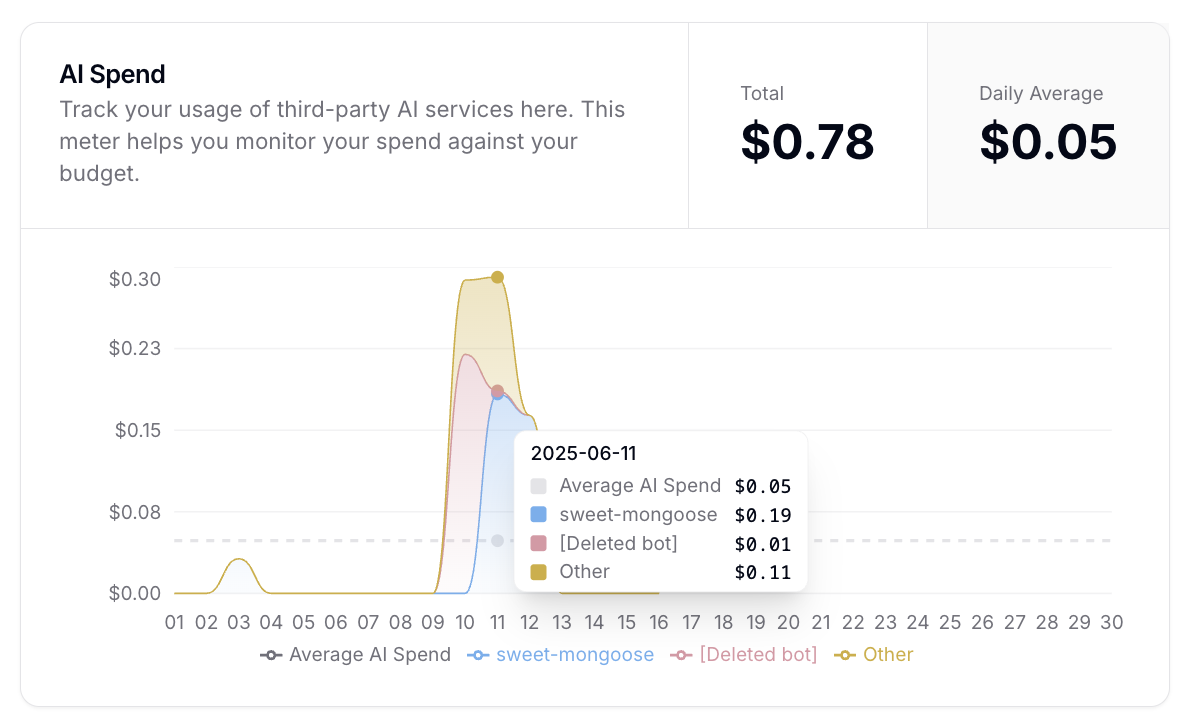 AI Spend
Track your usage of third-party AI services here. This
meter helps you monitor your spend against your
budget.
Total
$0.78
Daily Average
$0.05
$0.30
$0.23
$0.15
$0.08
$0.00
2025-06-11
Average AI Spend $0.05
sweet-mongoose $0.19
[Deleted bot] $0.01
Other $0.11
01 02 03 04 05 06 07 08 09 10 11 12 13 14 15 16 17 18 19 20 21 22 23 24 25 26 27 28 29 30
Average AI Spend sweet-mongoose [Deleted bot] Other